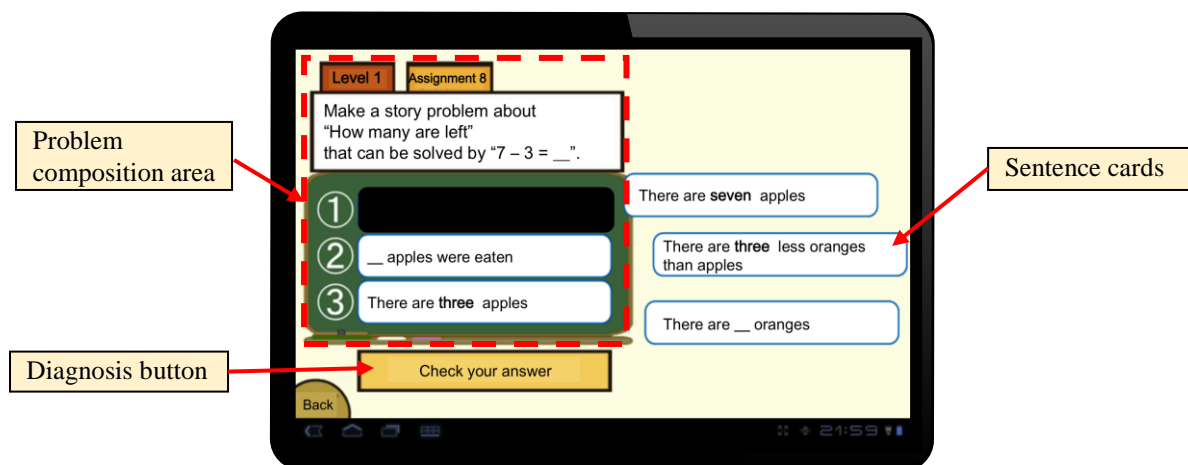 Level 1
Assignment 8
Make a story problem about
“How many are left”
that can be solved by “7 – 3 = __”.
Problem
composition area
Sentence cards
①
There are seven apples
② __ apples were eaten
There are three less oranges
than apples
③ There are three apples
There are __ oranges
Diagnosis button
Check your answer
Back
21:59